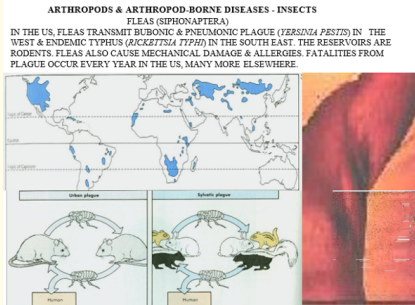 ARTHROPODS & ARTHROPOD-BORNE DISEASES - INSECTS
FLEAS (SIPHONAPTERA)
IN THE US, FLEAS TRANSMIT BUBONIC & PNEUMONIC PLAGUE (YERSINIA PESTIS) IN THE
WEST & ENDEMIC TYPHUS (RICKETTSIA TYPHI) IN THE SOUTH EAST. THE RESERVOIRS ARE
RODENTS. FLEAS ALSO CAUSE MECHANICAL DAMAGE & ALLERGIES. FATALITIES FROM
PLAGUE OCCUR EVERY YEAR IN THE US, MANY MORE ELSEWHERE.
Urban plague
Sylvatic plague
Human
Human